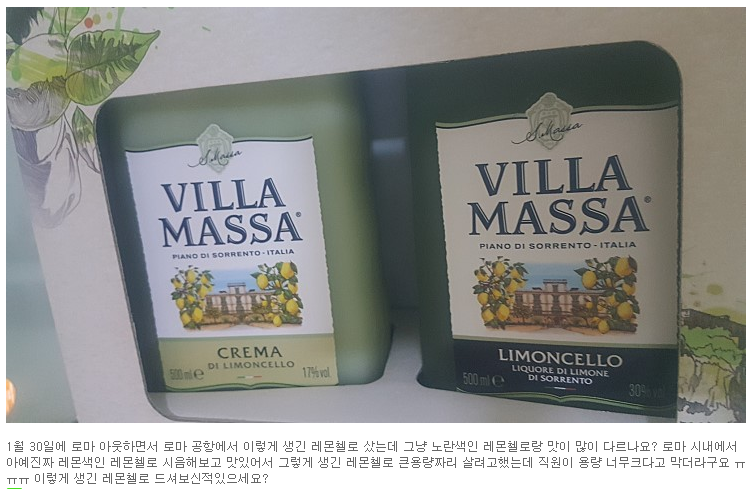 S. Massa
VILLA
MASSA®
PIANO DI SORRENTO - ITALIA
CREMA
DI LIMONCELLO
500 ml e
17% vol
S. Massa
VILLA
MASSA®
PIANO DI SORRENTO - ITALIA
LIMONCELLO
LIQUORE DI LIMONE
DI SORRENTO
500 ml e
30% vol
1월 30일에 로마 아웃하면서 로마 공항에서 이렇게 생긴 레몬첼로 샀는데 그냥 노란색인 레몬첼로랑 맛이 많이 다르나요? 로마 시내에서
아예진짜 레몬색인 레몬첼로 시음해보고 맛있어서 그렇게 생긴 레몬첼로 큰용량짜리 살려고했는데 직원이 용량 너무크다고 막더라구요 ㅠ
ㅠㅠㅠ 이렇게 생긴 레몬첼로 드셔보신적있으세요?